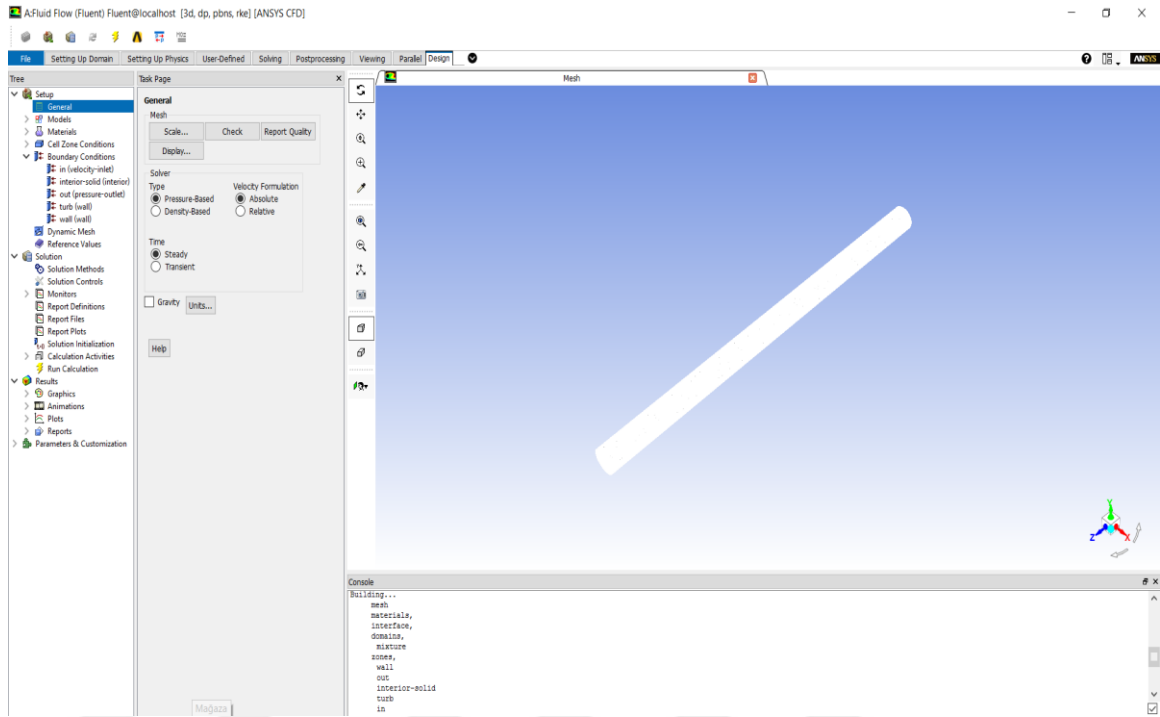 A:Fluid Flow (Fluent) Fluent@localhost [3d, dp, pbns, rke] [ANSYS CFD]
File Setting Up Domain Setting Up Physics User-Defined Solving Postprocessing Viewing Parallel Design
ANSYS
Tree
Setup
General
Models
Materials
Cell Zone Conditions
Boundary Conditions
in (velocity-inlet)
interior-solid (interior)
out (pressure-outlet)
turb (wall)
wall (wall)
Dynamic Mesh
Reference Values
Solution
Solution Methods
Solution Controls
Monitors
Report Definitions
Report Files
Report Plots
Solution Initialization
Calculation Activities
Run Calculation
Results
Graphics
Animations
Plots
Reports
Parameters & Customization
Task Page
General
Mesh
Scale... Check Report Quality
Display...
Solver
Type Velocity Formulation
Pressure-Based Absolute
Density-Based Relative
Time
Steady
Transient
Gravity Units...
Help
Mağaza
Mesh
Y
Z X
Console
Building...
mesh
materials,
interface,
domains,
mixture
zones,
wall
out
interior-solid
turb
in